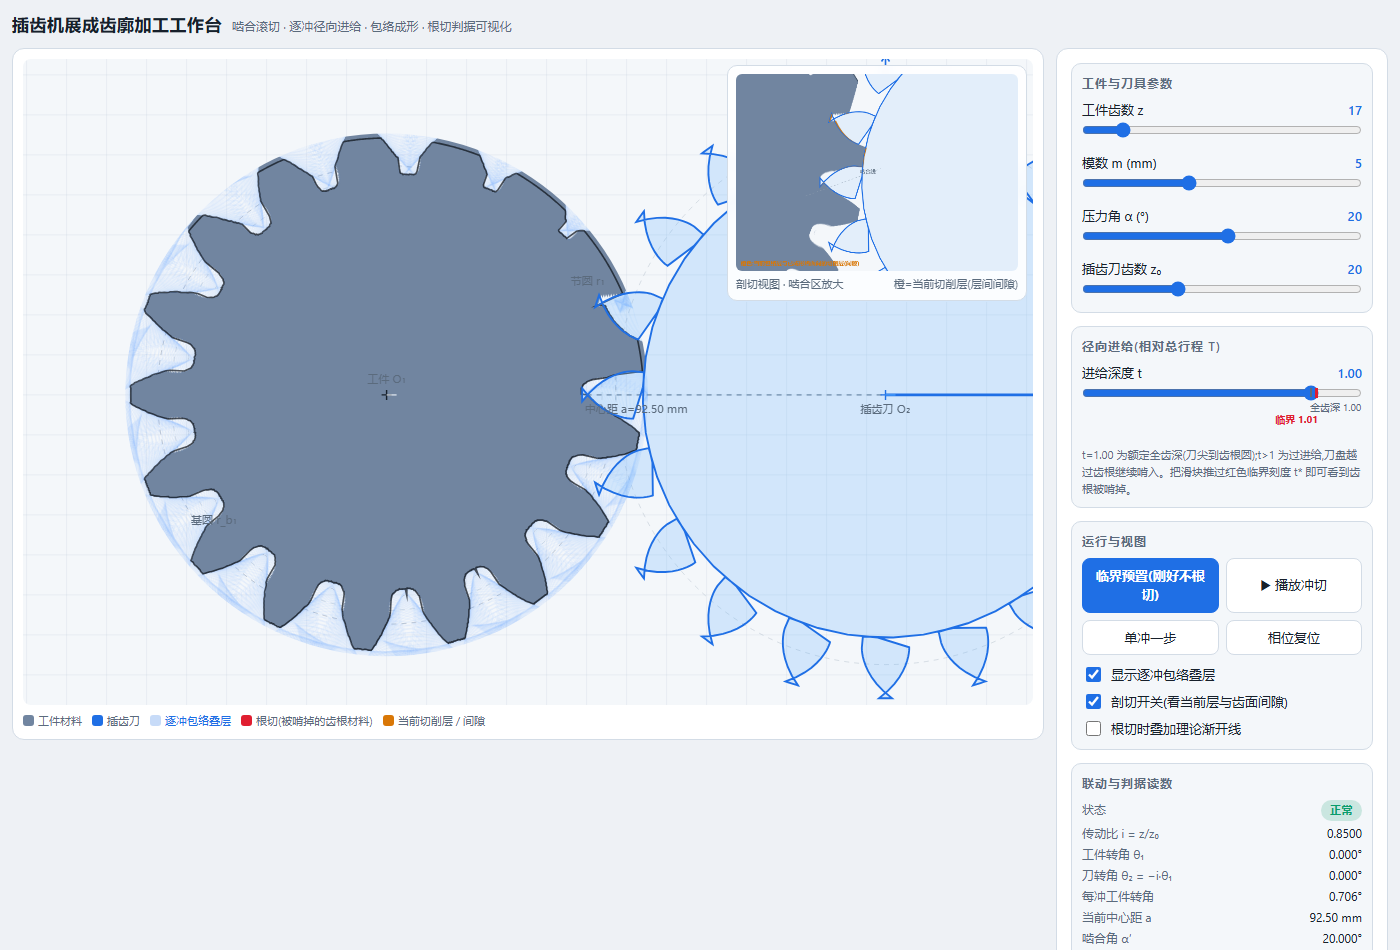 插齿机展成齿廓加工工作台
啮合滚切 · 逐冲径向进给 · 包络成形 · 根切判据可视化
节圆 r₁
工件 O₁
中心距 a=92.50 mm
插齿刀 O₂
基圆 r_b₁
剖切视图 · 啮合区放大
橙=当前切削层(层间间隙)
工件材料
插齿刀
逐冲包络叠层
根切(被啃掉的齿根材料)
当前切削层 / 间隙
工件与刀具参数
工件齿数 z 17
模数 m (mm) 5
压力角 α (°) 20
插齿刀齿数 z₀ 20
径向进给(相对总行程 T)
进给深度 t 1.00
全齿深 1.00
临界 1.01
t=1.00 为额定全齿深(刀尖到齿根圆);t>1 为过进给,刀盘越
过齿根继续啃入。把滑块推过红色临界刻度 t* 即可看到齿
根被啃掉。
运行与视图
临界预置(刚好不根
切)
▶ 播放冲切
单冲一步
相位复位
显示逐冲包络叠层
剖切开关(看当前层与齿面间隙)
根切时叠加理论渐开线
联动与判据读数
状态 正常
传动比 i = z/z₀ 0.8500
工件转角 θ₁ 0.000°
刀转角 θ₂ = −i·θ₁ 0.000°
每冲工件转角 0.706°
当前中心距 a 92.50 mm
啮合角 α′ 20.000°